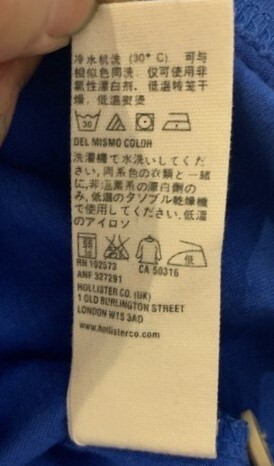 冷水机洗 (30° C) 可与
相似色同洗, 仅可使用非
氯性漂白剂, 低温转笼干
燥, 低温熨烫
30
DEL MISMO COLOR
洗濯機で水洗いしてくだ
さい, 同系色の衣類と一緒
に, 非塩素系の漂白剤の
み, 低温のタンブル乾燥機
で使用してください. 低温
のアイロン
低
RN 102573 CA 50316
ANF 327291
HOLLISTER CO. (UK)
1 OLD BURLINGTON STREET
LONDON W1S 3AD
www.hollisterco.com